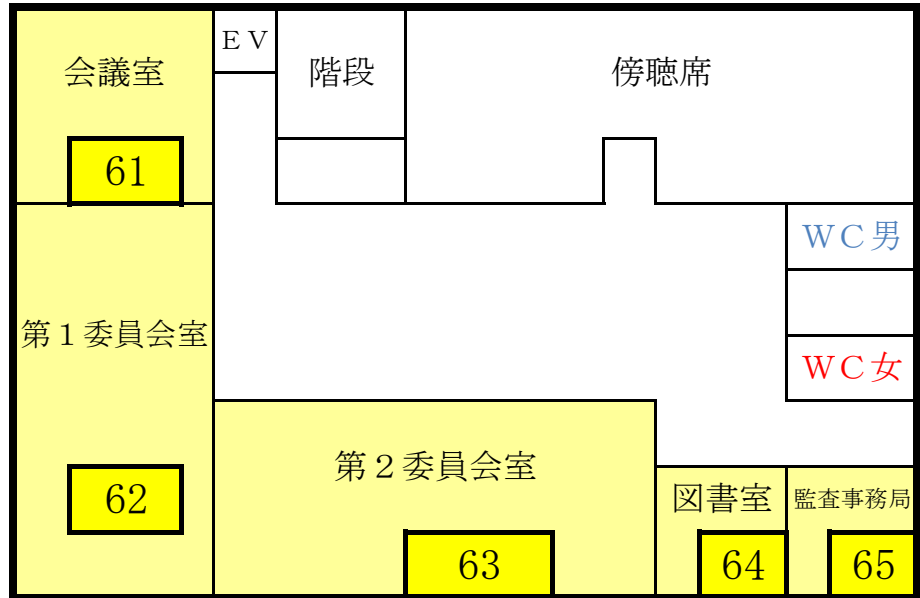 会議室
ＥＶ
階段
傍聴席
61
ＷＣ男
第１委員会室
ＷＣ女
第２委員会室
62
図書室
監査事務局
63
64
65